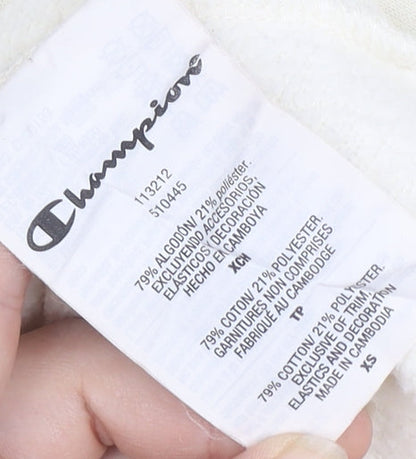 Champion
113212
510445
79% ALGODÓN/ 21% poliéster.
EXCLUYENDO ACCESORIOS,
ELÁSTICOS/ DECORACIÓN
HECHO EN CAMBOYA
XCH
79% COTON/ 21% POLYESTER.
GARNITURES NON COMPRISES
FABRIQUÉ AU CAMBODGE
TP
79% COTTON/ 21% POLYESTER.
EXCLUSIVE OF TRIM,
ELASTICS AND DECORATION
MADE IN CAMBODIA
XS